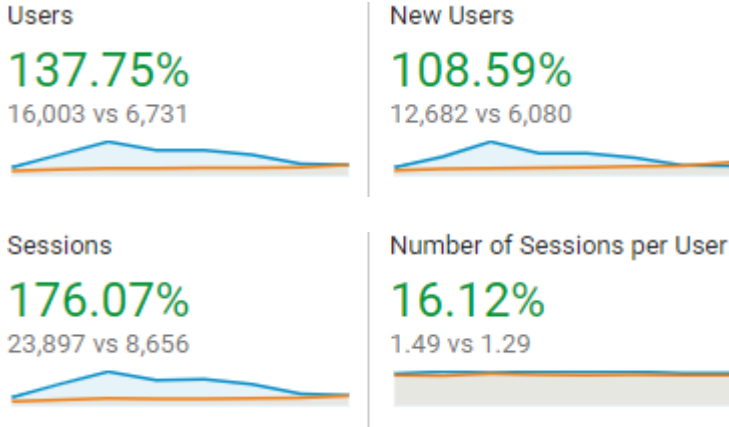 Users
137.75%
16,003 vs 6,731
New Users
108.59%
12,682 vs 6,080
Sessions
176.07%
23,897 vs 8,656
Number of Sessions per User
16.12%
1.49 vs 1.29